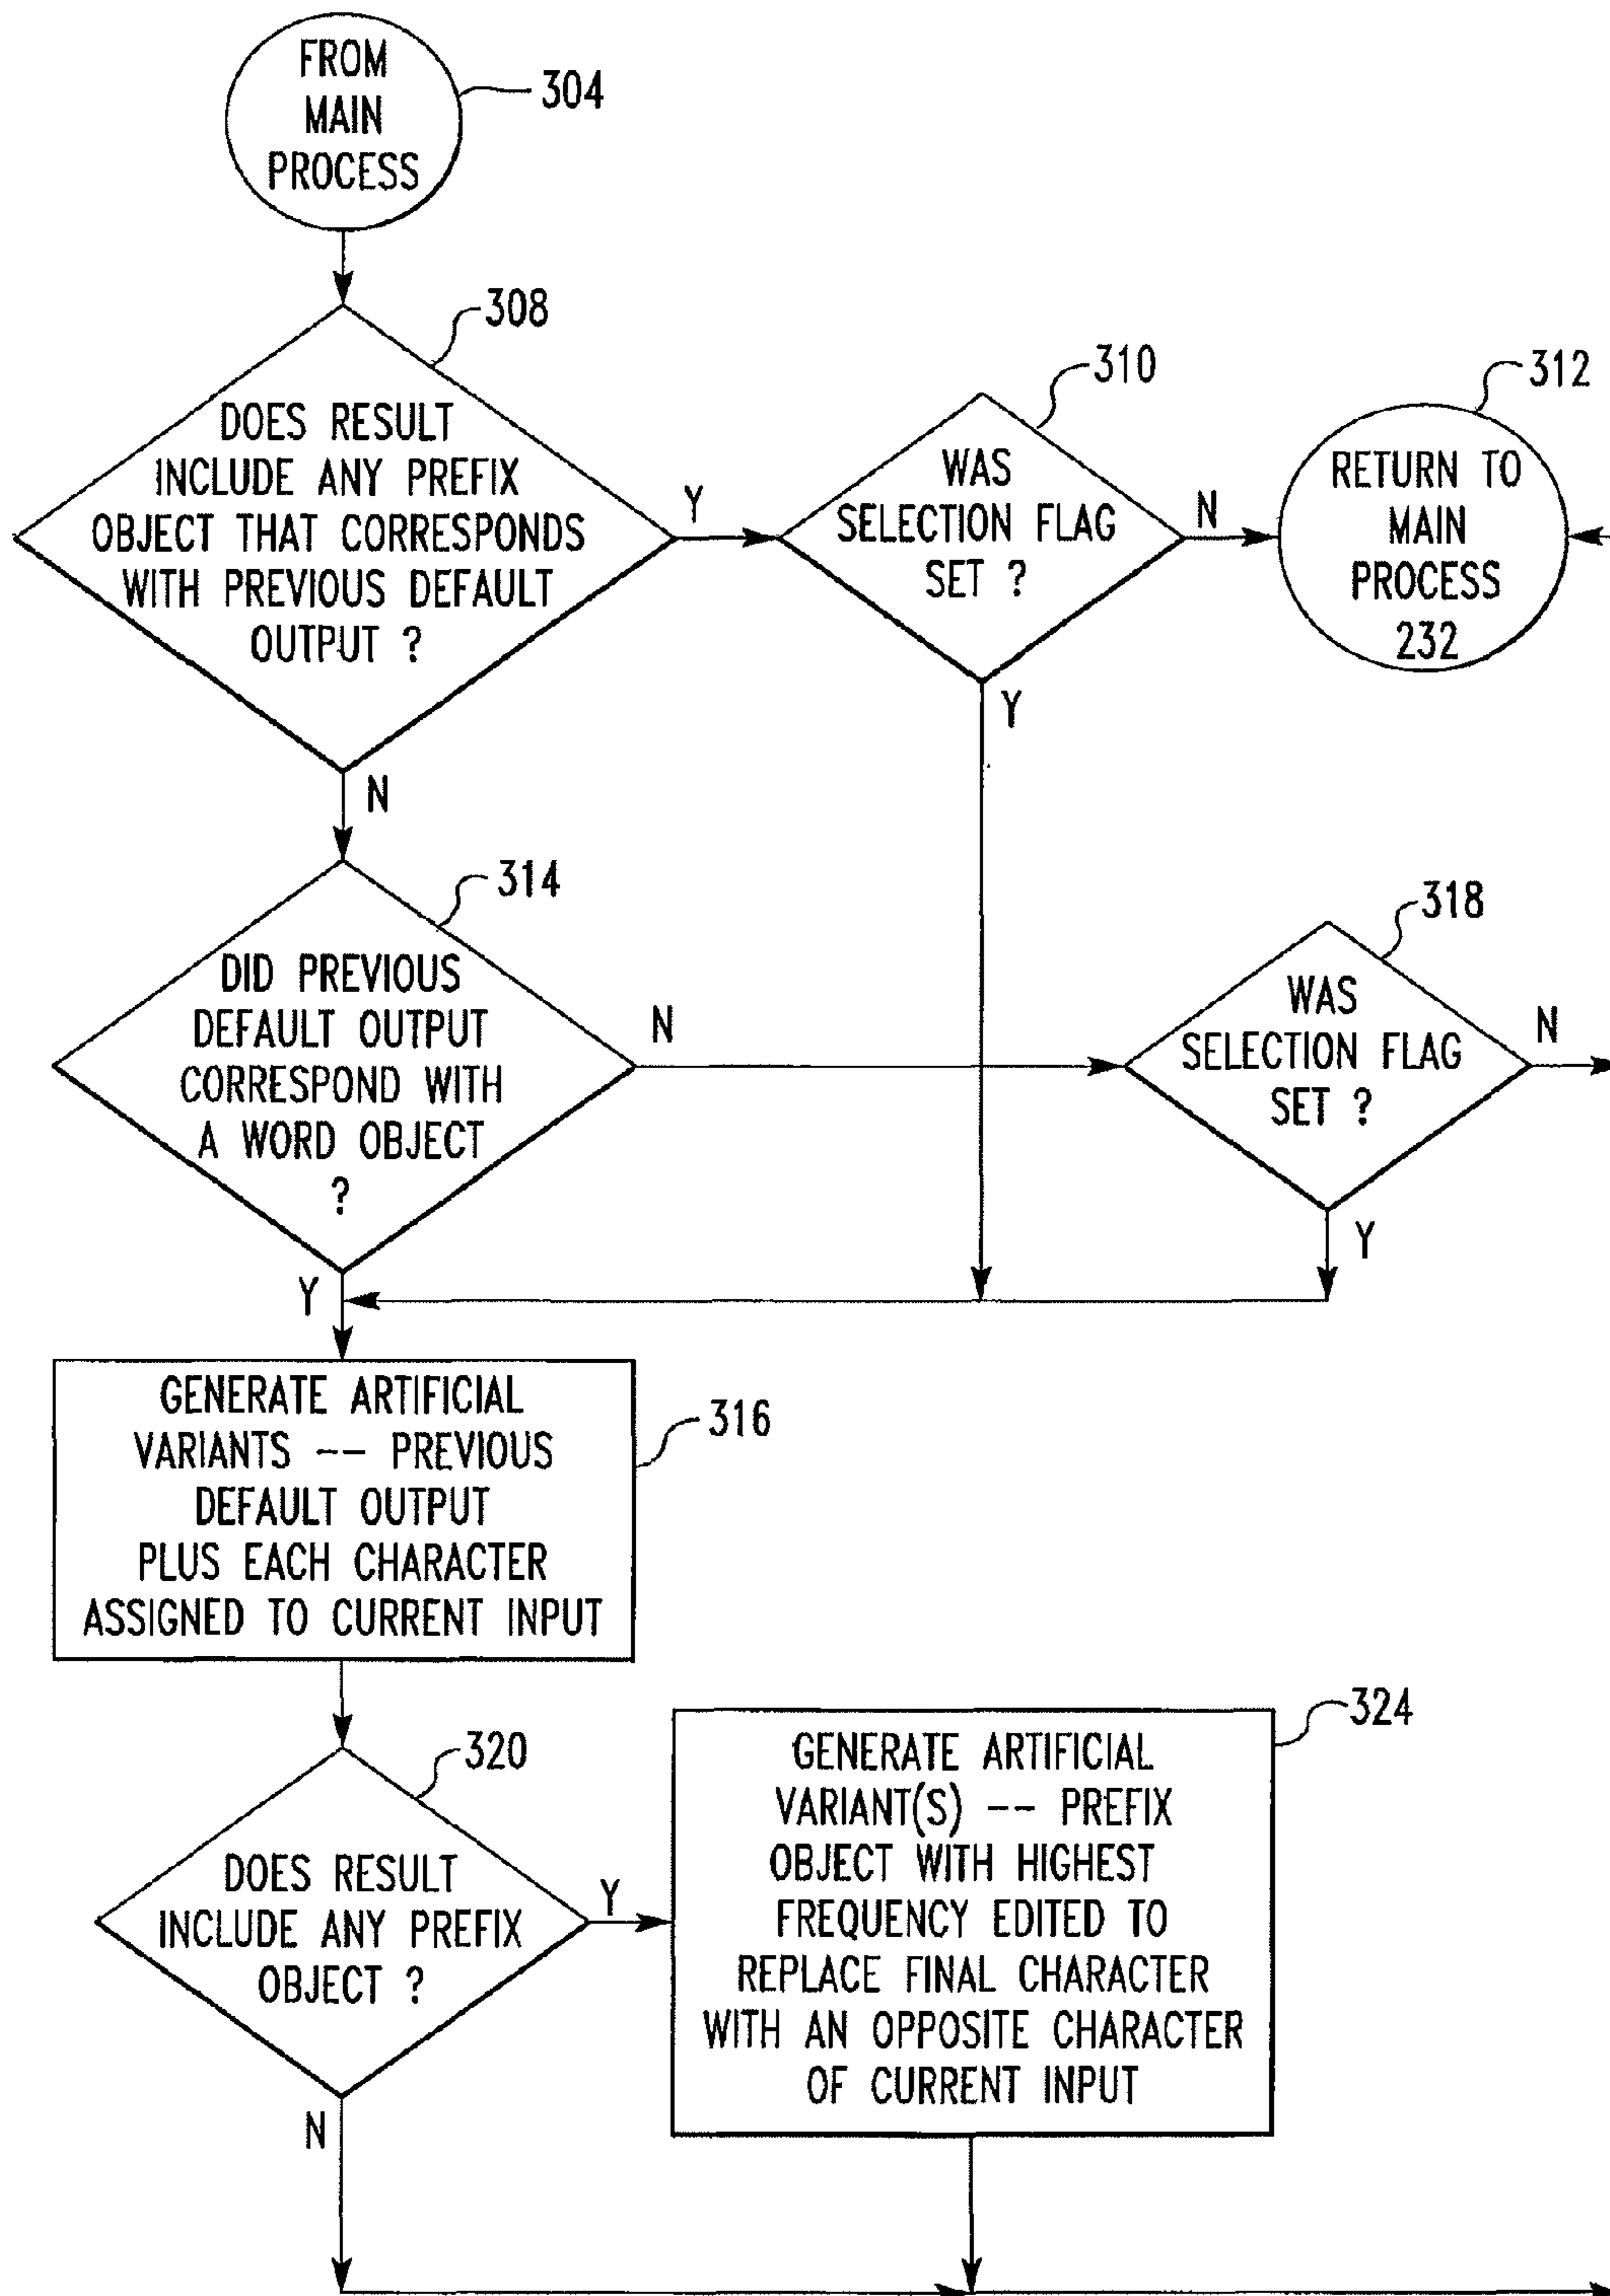 FROM
MAIN
PROCESS
304
308
DOES RESULT
INCLUDE ANY PREFIX
OBJECT THAT CORRESPONDS
WITH PREVIOUS DEFAULT
OUTPUT ?
Y
N
310
WAS
SELECTION FLAG
SET ?
N
Y
312
RETURN TO
MAIN
PROCESS
232
314
DID PREVIOUS
DEFAULT OUTPUT
CORRESPOND WITH
A WORD OBJECT
?
N
Y
318
WAS
SELECTION FLAG
SET ?
N
Y
316
GENERATE ARTIFICIAL
VARIANTS -- PREVIOUS
DEFAULT OUTPUT
PLUS EACH CHARACTER
ASSIGNED TO CURRENT INPUT
320
DOES RESULT
INCLUDE ANY PREFIX
OBJECT ?
Y
N
324
GENERATE ARTIFICIAL
VARIANT(S) -- PREFIX
OBJECT WITH HIGHEST
FREQUENCY EDITED TO
REPLACE FINAL CHARACTER
WITH AN OPPOSITE CHARACTER
OF CURRENT INPUT